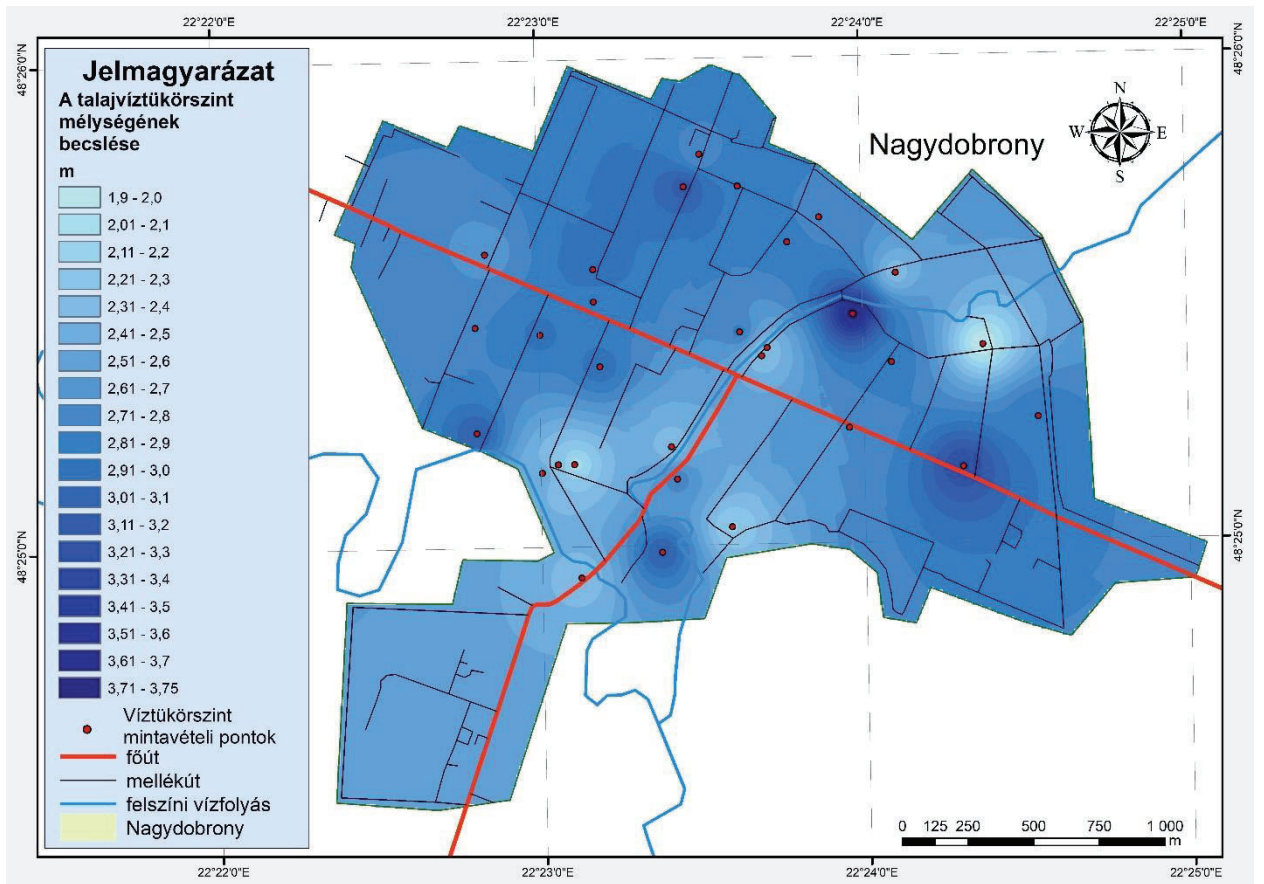 22°22'0"E
22°23'0"E
22°24'0"E
22°25'0"E
48°26'0"N
48°26'0"N
Jelmagyarázat
A talajvíztükörszint
mélységének
becslése
m
1,9 - 2,0
2,01 - 2,1
2,11 - 2,2
2,21 - 2,3
2,31 - 2,4
2,41 - 2,5
2,51 - 2,6
2,61 - 2,7
2,71 - 2,8
2,81 - 2,9
2,91 - 3,0
3,01 - 3,1
3,11 - 3,2
3,21 - 3,3
3,31 - 3,4
3,41 - 3,5
3,51 - 3,6
3,61 - 3,7
3,71 - 3,75
Víztükörszint
mintavételi pontok
főút
mellékút
felszíni vízfolyás
Nagydobrony
Nagydobrony
N
W
E
S
48°25'0"N
48°25'0"N
0 125 250 500 750 1 000
m
22°22'0"E
22°23'0"E
22°24'0"E
22°25'0"E